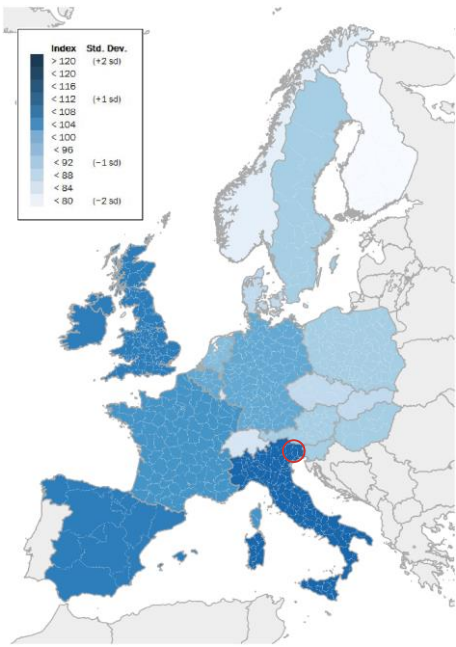 Index Std. Dev.
> 120 (+2 sd)
< 120
< 116
< 112 (+1 sd)
< 108
< 104
< 100
< 96
< 92 (−1 sd)
< 88
< 84
< 80 (−2 sd)